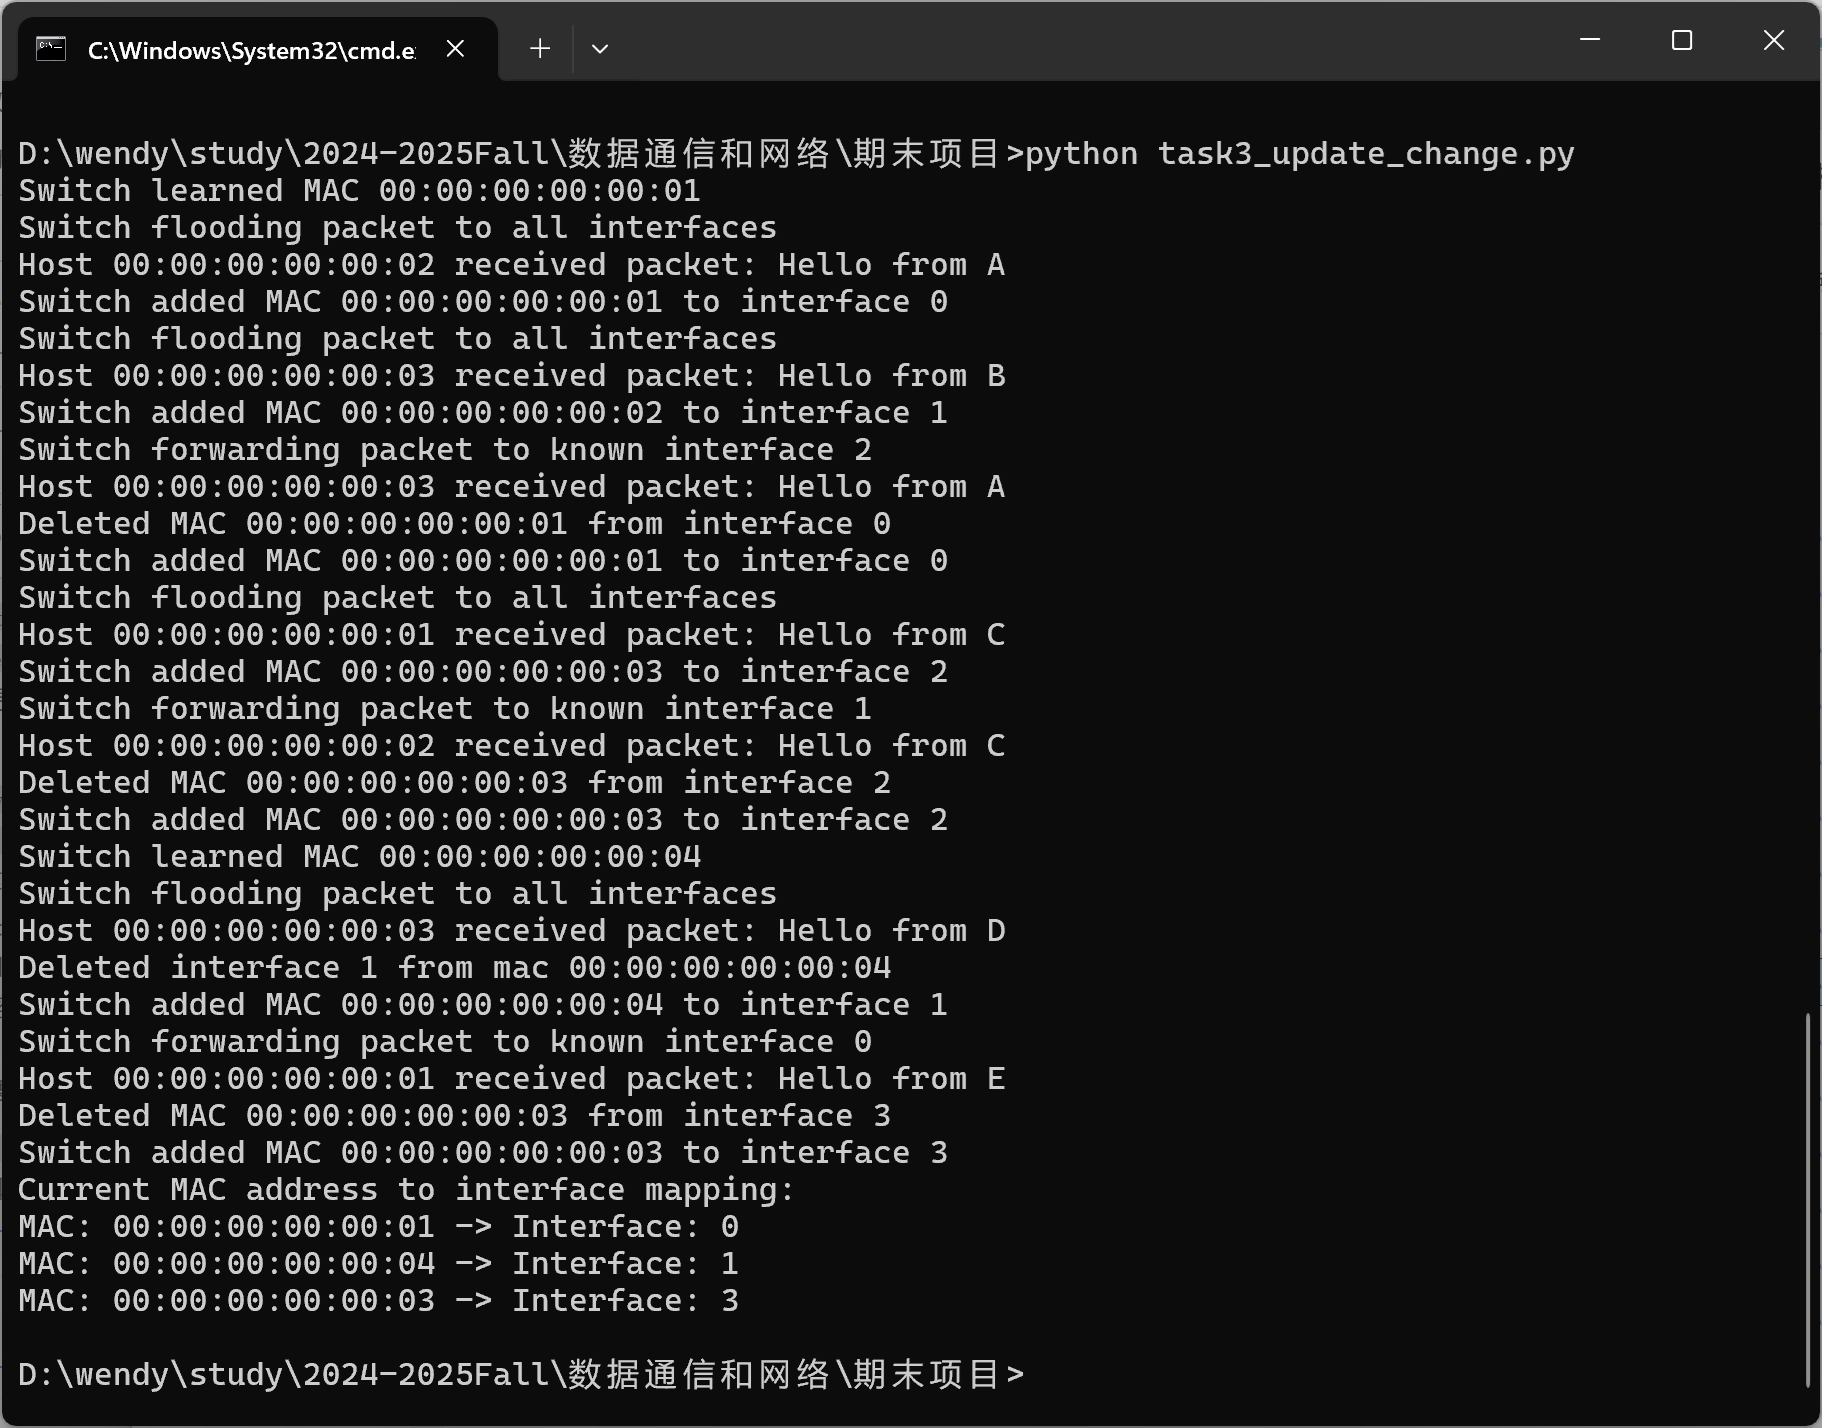 C:\Windows\System32\cmd.e
D:\wendy\study\2024-2025Fall\数据通信和网络\期末项目>python task3_update_change.py
Switch learned MAC 00:00:00:00:00:01
Switch flooding packet to all interfaces
Host 00:00:00:00:00:02 received packet: Hello from A
Switch added MAC 00:00:00:00:00:01 to interface 0
Switch flooding packet to all interfaces
Host 00:00:00:00:00:03 received packet: Hello from B
Switch added MAC 00:00:00:00:00:02 to interface 1
Switch forwarding packet to known interface 2
Host 00:00:00:00:00:03 received packet: Hello from A
Deleted MAC 00:00:00:00:00:01 from interface 0
Switch added MAC 00:00:00:00:00:01 to interface 0
Switch flooding packet to all interfaces
Host 00:00:00:00:00:01 received packet: Hello from C
Switch added MAC 00:00:00:00:00:03 to interface 2
Switch forwarding packet to known interface 1
Host 00:00:00:00:00:02 received packet: Hello from C
Deleted MAC 00:00:00:00:00:03 from interface 2
Switch added MAC 00:00:00:00:00:03 to interface 2
Switch learned MAC 00:00:00:00:00:04
Switch flooding packet to all interfaces
Host 00:00:00:00:00:03 received packet: Hello from D
Deleted interface 1 from mac 00:00:00:00:00:04
Switch added MAC 00:00:00:00:00:04 to interface 1
Switch forwarding packet to known interface 0
Host 00:00:00:00:00:01 received packet: Hello from E
Deleted MAC 00:00:00:00:00:03 from interface 3
Switch added MAC 00:00:00:00:00:03 to interface 3
Current MAC address to interface mapping:
MAC: 00:00:00:00:00:01 -> Interface: 0
MAC: 00:00:00:00:00:04 -> Interface: 1
MAC: 00:00:00:00:00:03 -> Interface: 3
D:\wendy\study\2024-2025Fall\数据通信和网络\期末项目>